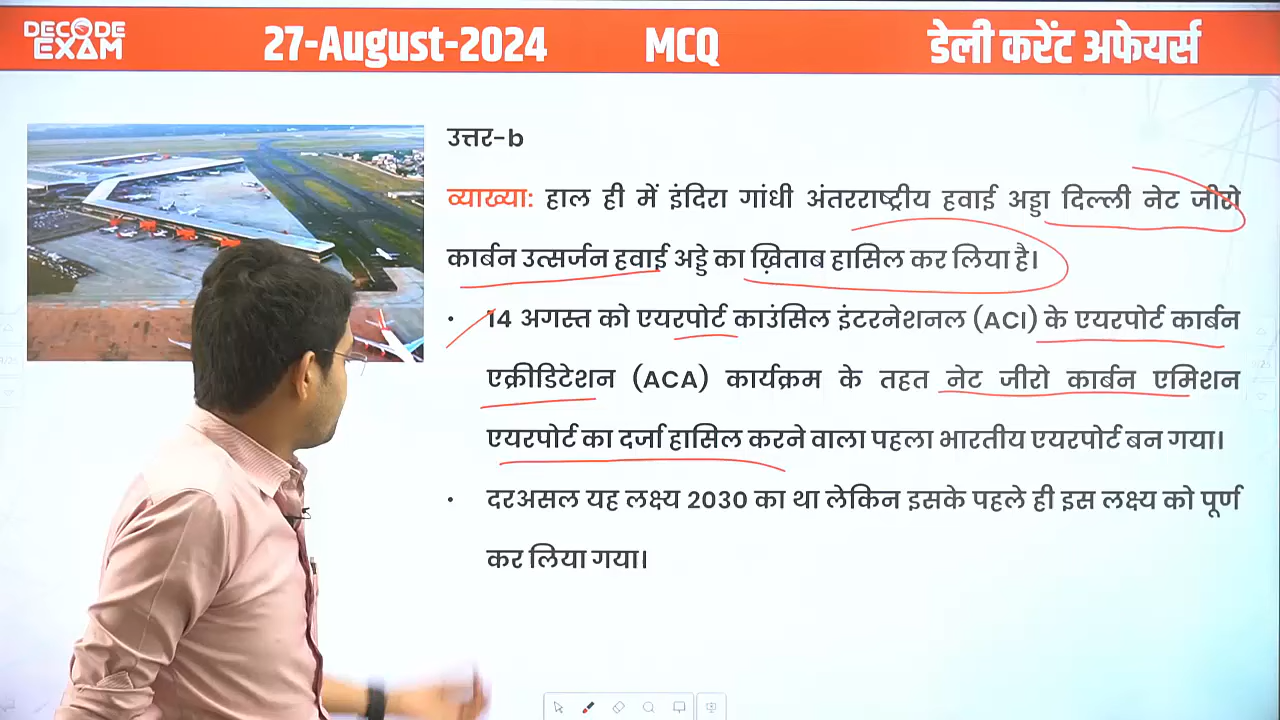 DECODE EXAM
27-August-2024 MCQ डेली करेंट अफेयर्स
उत्तर-b
व्याख्या: हाल ही में इंदिरा गांधी अंतरराष्ट्रीय हवाई अड्डा दिल्ली नेट जीरो
कार्बन उत्सर्जन हवाई अड्डे का ख़िताब हासिल कर लिया है।
• 14 अगस्त को एयरपोर्ट काउंसिल इंटरनेशनल (ACI) के एयरपोर्ट कार्बन
एक्रीडिटेशन (ACA) कार्यक्रम के तहत नेट जीरो कार्बन एमिशन
एयरपोर्ट का दर्जा हासिल करने वाला पहला भारतीय एयरपोर्ट बन गया।
• दरअसल यह लक्ष्य 2030 का था लेकिन इसके पहले ही इस लक्ष्य को पूर्ण
कर लिया गया।